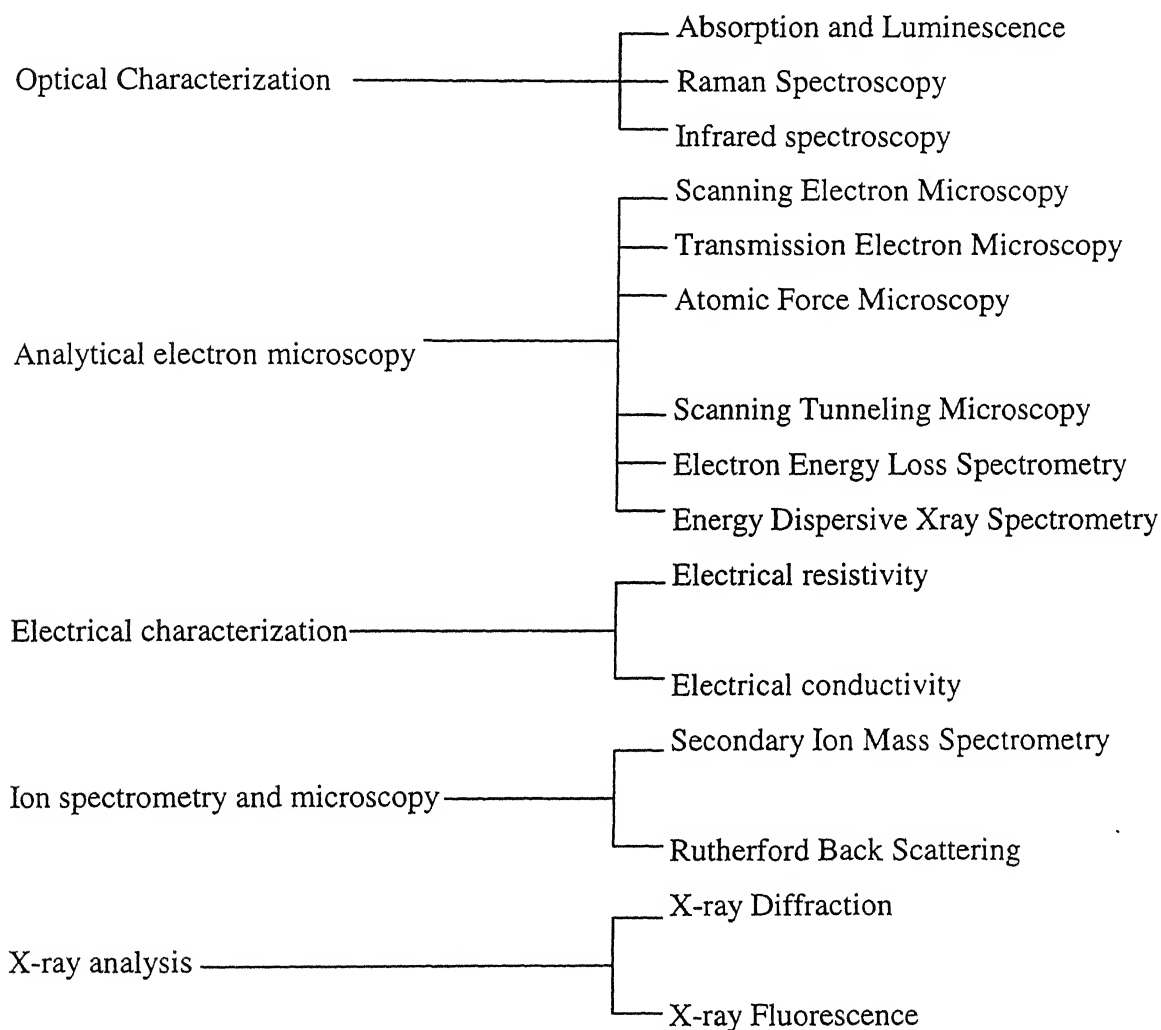 Absorption and Luminescence
Optical Characterization
Raman Spectroscopy
Infrared spectroscopy
Scanning Electron Microscopy
Transmission Electron Microscopy
Atomic Force Microscopy
Analytical electron microscopy
Scanning Tunneling Microscopy
Electron Energy Loss Spectrometry
Energy Dispersive Xray Spectrometry
Electrical resistivity
Electrical characterization
Electrical conductivity
Secondary Ion Mass Spectrometry
Ion spectrometry and microscopy
Rutherford Back Scattering
X-ray Diffraction
X-ray analysis
X-ray Fluorescence